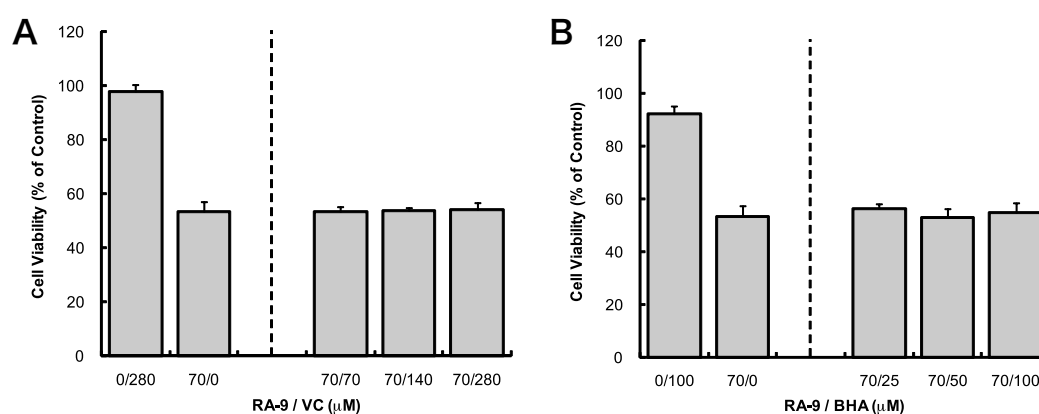 A
Cell Viability (% of Control)
120
100
80
60
40
20
0
0/280 70/0 70/70 70/140 70/280
RA-9 / VC (μM)
B
Cell Viability (% of Control)
120
100
80
60
40
20
0
0/100 70/0 70/25 70/50 70/100
RA-9 / BHA (μM)